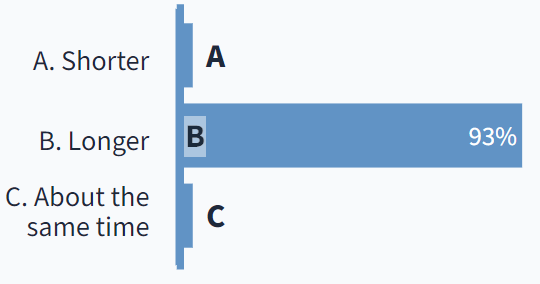 A. Shorter
A
B. Longer
B
93%
C. About the
same time
C